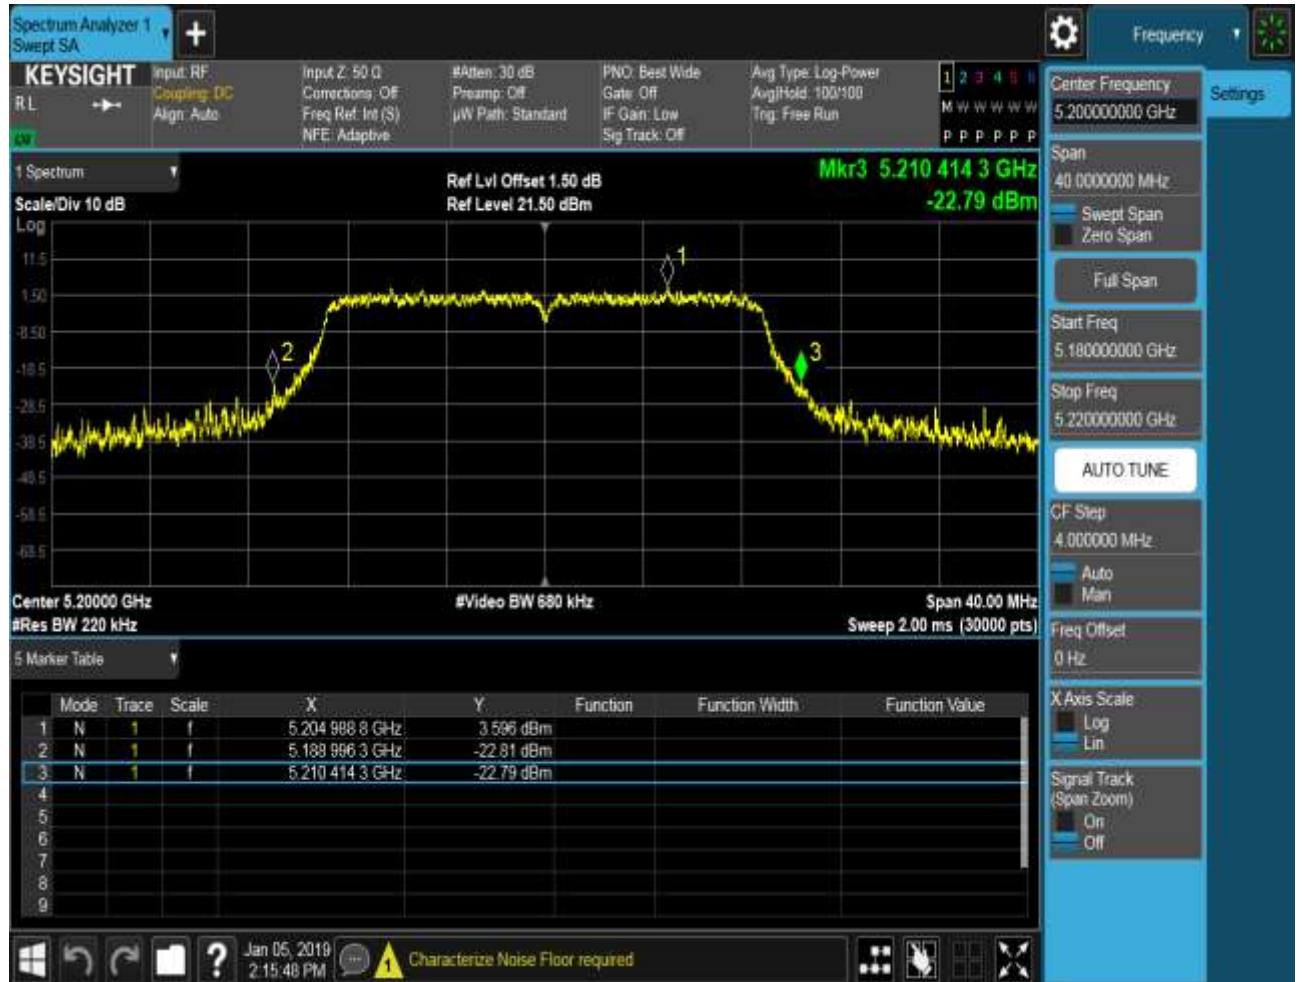 Spectrum Analyzer 1
Swept SA
Frequency
KEYSIGHT
Input: RF
Coupling: DC
Align: Auto
Input Z: 50 Ω
Corrections: Off
Freq Ref: Int (S)
NFE: Adaptive
#Atten: 30 dB
Preamp: Off
µW Path: Standard
PNO: Best Wide
Gate: Off
IF Gain: Low
Sig Track: Off
Avg Type: Log-Power
Avg|Hold: 100/100
Trig: Free Run
1 2 3 4 5 6
M W W W W W
P P P P P P
R L
Center Frequency
5.200000000 GHz
Settings
Span
40.0000000 MHz
Swept Span
Zero Span
Full Span
Start Freq
5.180000000 GHz
Stop Freq
5.220000000 GHz
AUTO TUNE
CF Step
4.000000 MHz
Auto
Man
Freq Offset
0 Hz
X Axis Scale
Log
Lin
Signal Track
(Span Zoom)
On
Off
1 Spectrum
Scale/Div 10 dB
Ref Lvl Offset 1.50 dB
Ref Level 21.50 dBm
Mkr3 5.210 414 3 GHz
-22.79 dBm
Log
11.5
1.50
-8.50
-18.5
-28.5
-38.5
-48.5
-58.5
-68.5
1
2
3
Center 5.20000 GHz
#Video BW 680 kHz
Span 40.00 MHz
#Res BW 220 kHz
Sweep 2.00 ms (30000 pts)
5 Marker Table
Mode Trace Scale X Y Function Function Width Function Value
1 N 1 f 5.204 988 8 GHz 3.596 dBm
2 N 1 f 5.188 996 3 GHz -22.81 dBm
3 N 1 f 5.210 414 3 GHz -22.79 dBm
4
5
6
7
8
9
Jan 05, 2019
2:15:48 PM
Characterize Noise Floor required